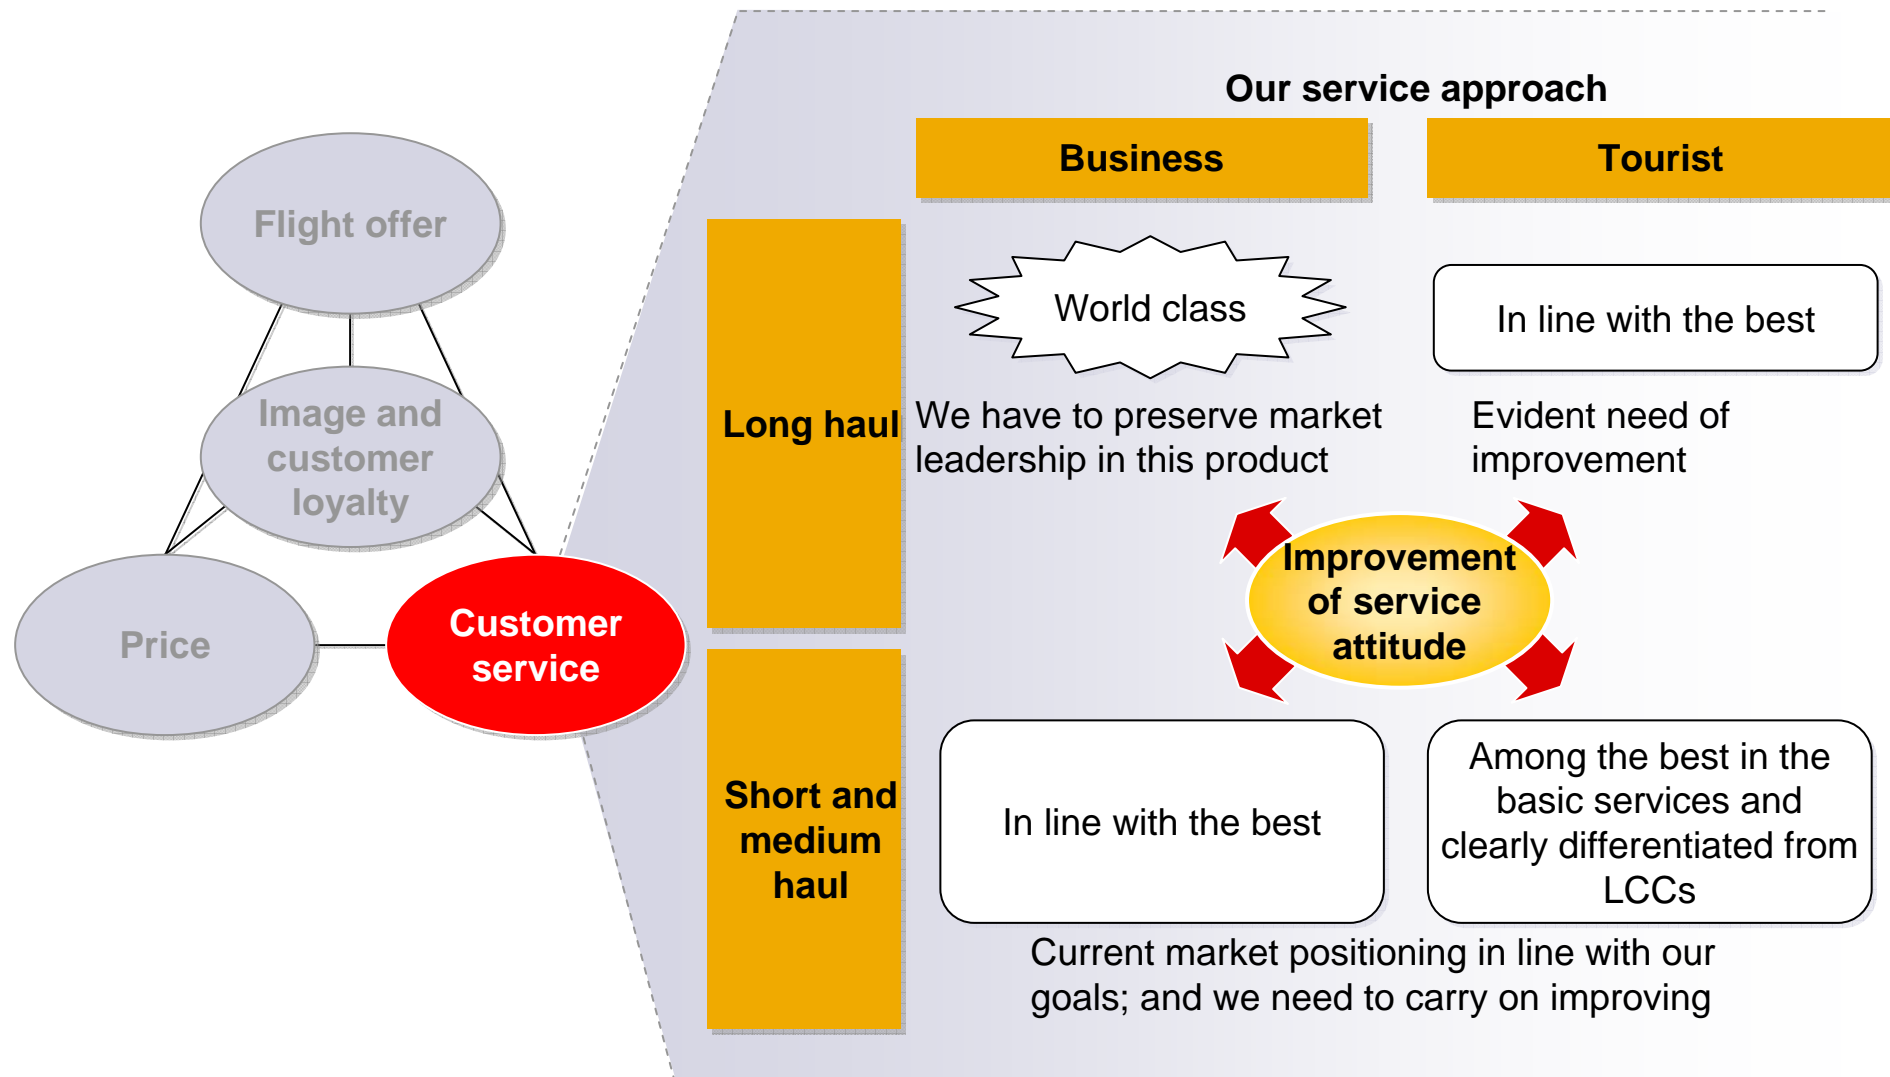 Flight offer
Image and
customer
loyalty
Price
Customer
service
Our service approach
Business
Tourist
Long haul
World class
In line with the best
We have to preserve market
leadership in this product
Evident need of
improvement
Improvement
of service
attitude
Short and
medium
haul
In line with the best
Among the best in the
basic services and
clearly differentiated from
LCCs
Current market positioning in line with our
goals; and we need to carry on improving